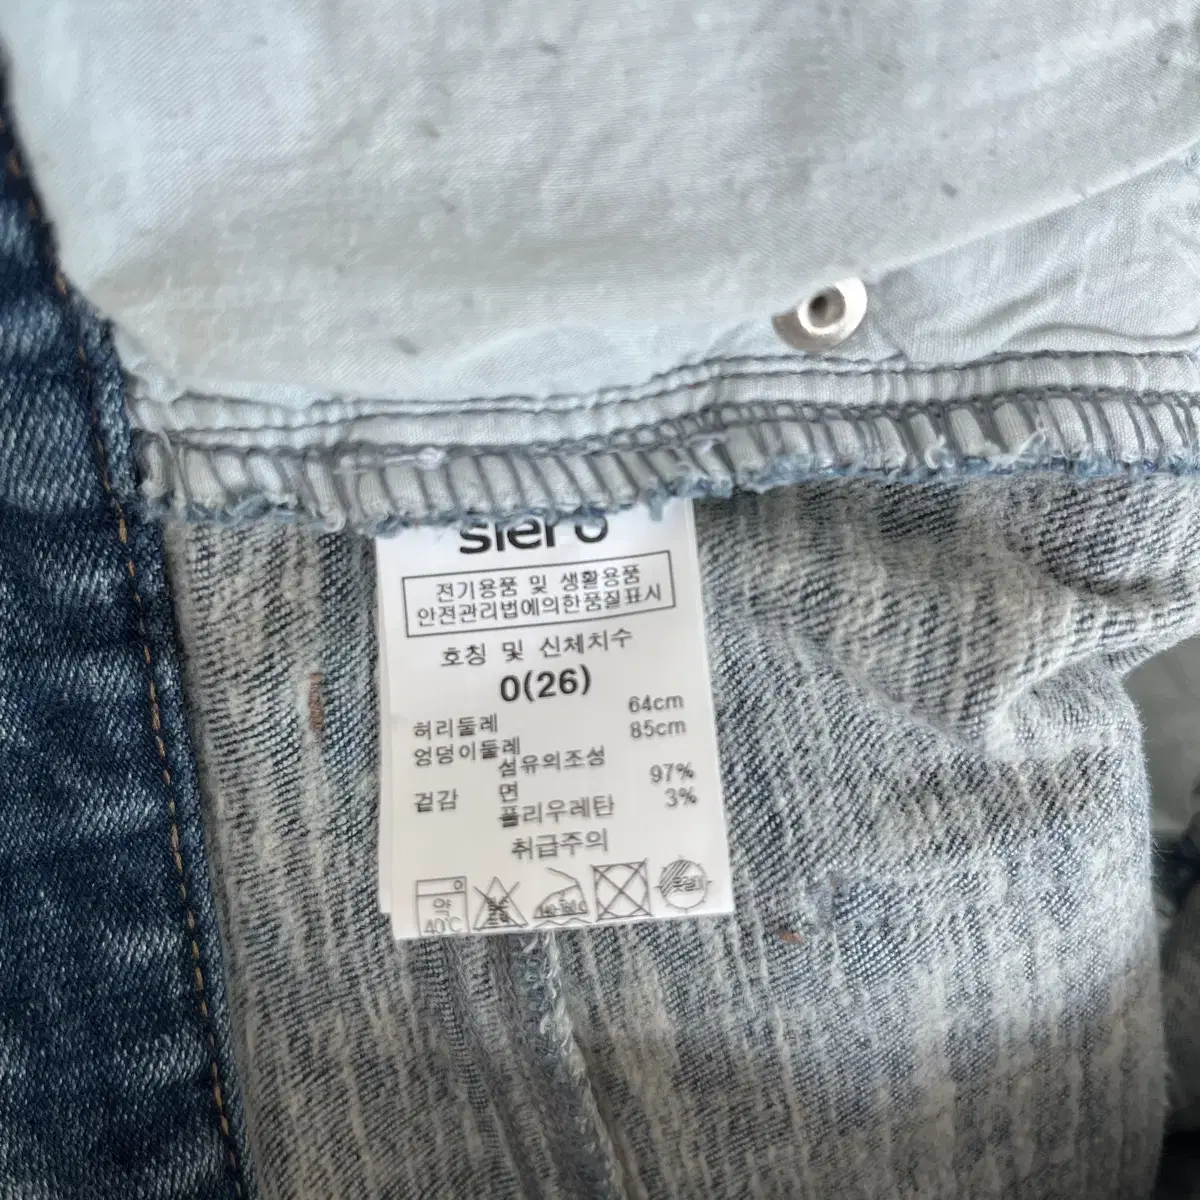 siero
전기용품 및 생활용품
안전관리법에의한품질표시
호칭 및 신체치수
0(26)
허리둘레 64cm
엉덩이둘레 85cm
섬유의조성
겉감 면 97%
폴리우레탄 3%
취급주의
약
40℃